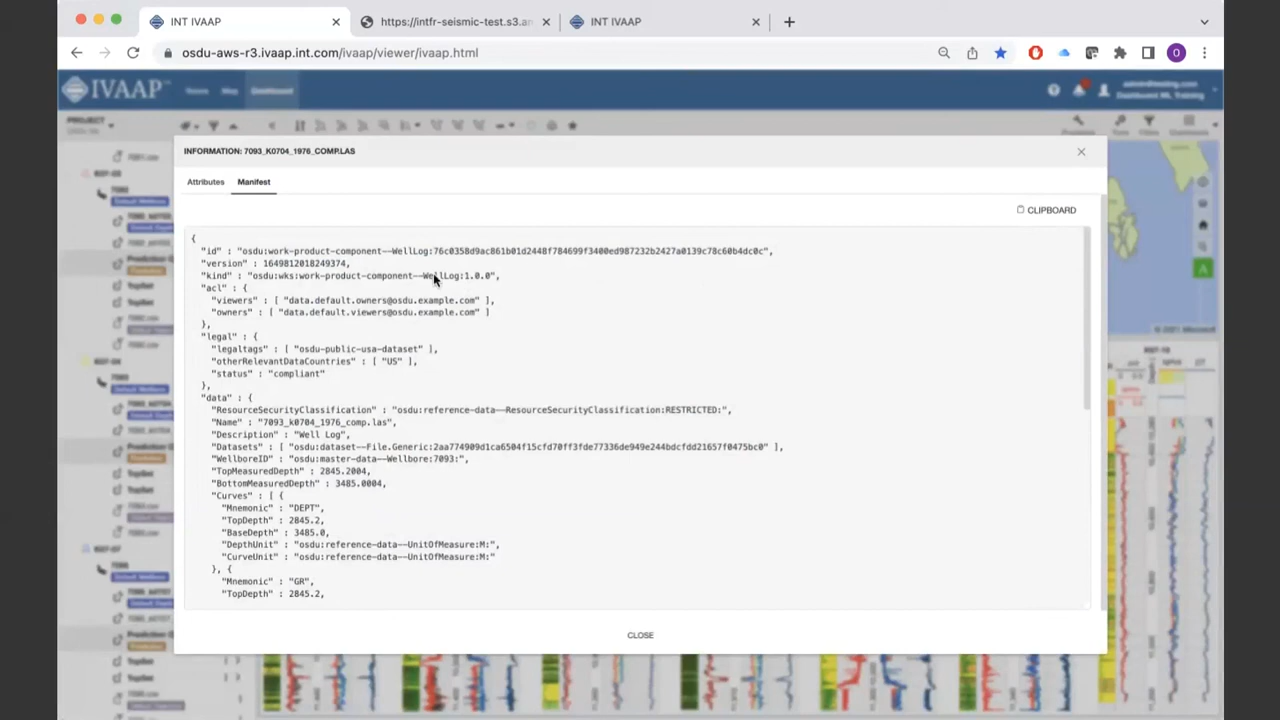 INT IVAAP
https://intfr-seismic-test.s3.an
INT IVAAP
osdu-aws-r3.ivaap.int.com/ivaap/viewer/ivaap.html
O
IVAAP
Home
Map
Dashboard
PROJECT
INFORMATION: 7093_K0704_1976_COMP.LAS
Attributes
Manifest
CLIPBOARD
{
"id" : "osdu:work-product-component--WellLog:76c0358d9ac861b01d2448f784699f3400ed987232b2427a0139c78c60b4dc0c",
"version" : 1649812018249374,
"kind" : "osdu:wks:work-product-component--WellLog:1.0.0",
"acl" : {
"viewers" : [ "data.default.owners@osdu.example.com" ],
"owners" : [ "data.default.viewers@osdu.example.com" ]
},
"legal" : {
"legaltags" : [ "osdu-public-usa-dataset" ],
"otherRelevantDataCountries" : [ "US" ],
"status" : "compliant"
},
"data" : {
"ResourceSecurityClassification" : "osdu:reference-data--ResourceSecurityClassification:RESTRICTED:",
"Name" : "7093_k0704_1976_comp.las",
"Description" : "Well Log",
"Datasets" : [ "osdu:dataset--File.Generic:2aa774909d1ca6504f15cfd70ff3fde77336de949e244bdcfdd21657f0475bc0" ],
"WellboreID" : "osdu:master-data--Wellbore:7093:",
"TopMeasuredDepth" : 2845.2004,
"BottomMeasuredDepth" : 3485.0004,
"Curves" : [ {
"Mnemonic" : "DEPT",
"TopDepth" : 2845.2,
"BaseDepth" : 3485.0,
"DepthUnit" : "osdu:reference-data--UnitOfMeasure:M:",
"CurveUnit" : "osdu:reference-data--UnitOfMeasure:M:"
}, {
"Mnemonic" : "GR",
"TopDepth" : 2845.2,
CLOSE